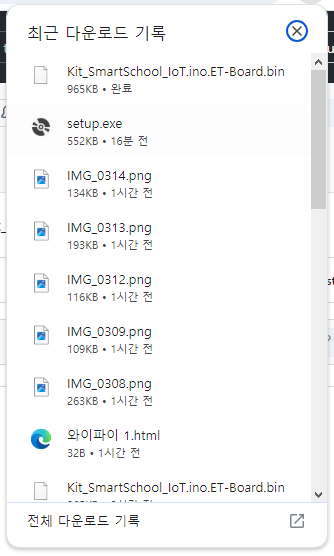 최근 다운로드 기록
Kit_SmartSchool_IoT.ino.ET-Board.bin
965KB • 완료
setup.exe
552KB • 16분 전
IMG_0314.png
134KB • 1시간 전
IMG_0313.png
193KB • 1시간 전
IMG_0312.png
116KB • 1시간 전
IMG_0309.png
109KB • 1시간 전
IMG_0308.png
263KB • 1시간 전
와이파이 1.html
32B • 1시간 전
Kit_SmartSchool_IoT.ino.ET-Board.bin
전체 다운로드 기록